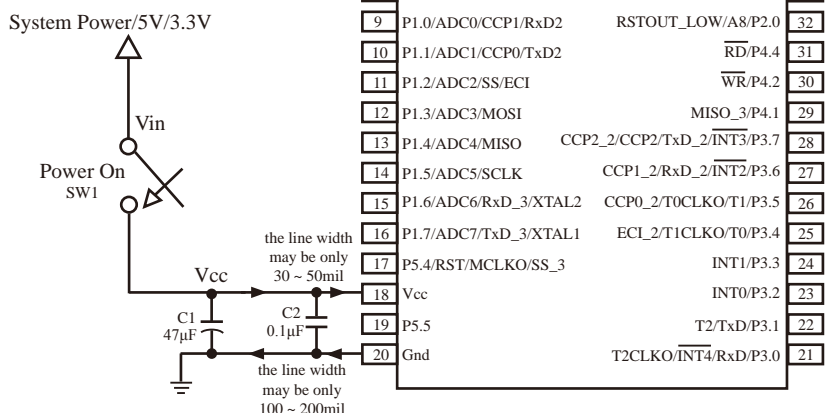 System Power/5V/3.3V
Vin
Power On
SW1
Vcc
C1
47μF
C2
0.1μF
the line width
may be only
30 ~ 50mil
the line width
may be only
100 ~ 200mil
9 P1.0/ADC0/CCP1/RxD2
10 P1.1/ADC1/CCP0/TxD2
11 P1.2/ADC2/SS/ECI
12 P1.3/ADC3/MOSI
13 P1.4/ADC4/MISO
14 P1.5/ADC5/SCLK
15 P1.6/ADC6/RxD_3/XTAL2
16 P1.7/ADC7/TxD_3/XTAL1
17 P5.4/RST/MCLKO/SS_3
18 Vcc
19 P5.5
20 Gnd
RSTOUT_LOW/A8/P2.0 32
RD/P4.4 31
WR/P4.2 30
MISO_3/P4.1 29
CCP2_2/CCP2/TxD_2/INT3/P3.7 28
CCP1_2/RxD_2/INT2/P3.6 27
CCP0_2/T0CLKO/T1/P3.5 26
ECI_2/T1CLKO/T0/P3.4 25
INT1/P3.3 24
INT0/P3.2 23
T2/TxD/P3.1 22
T2CLKO/INT4/RxD/P3.0 21